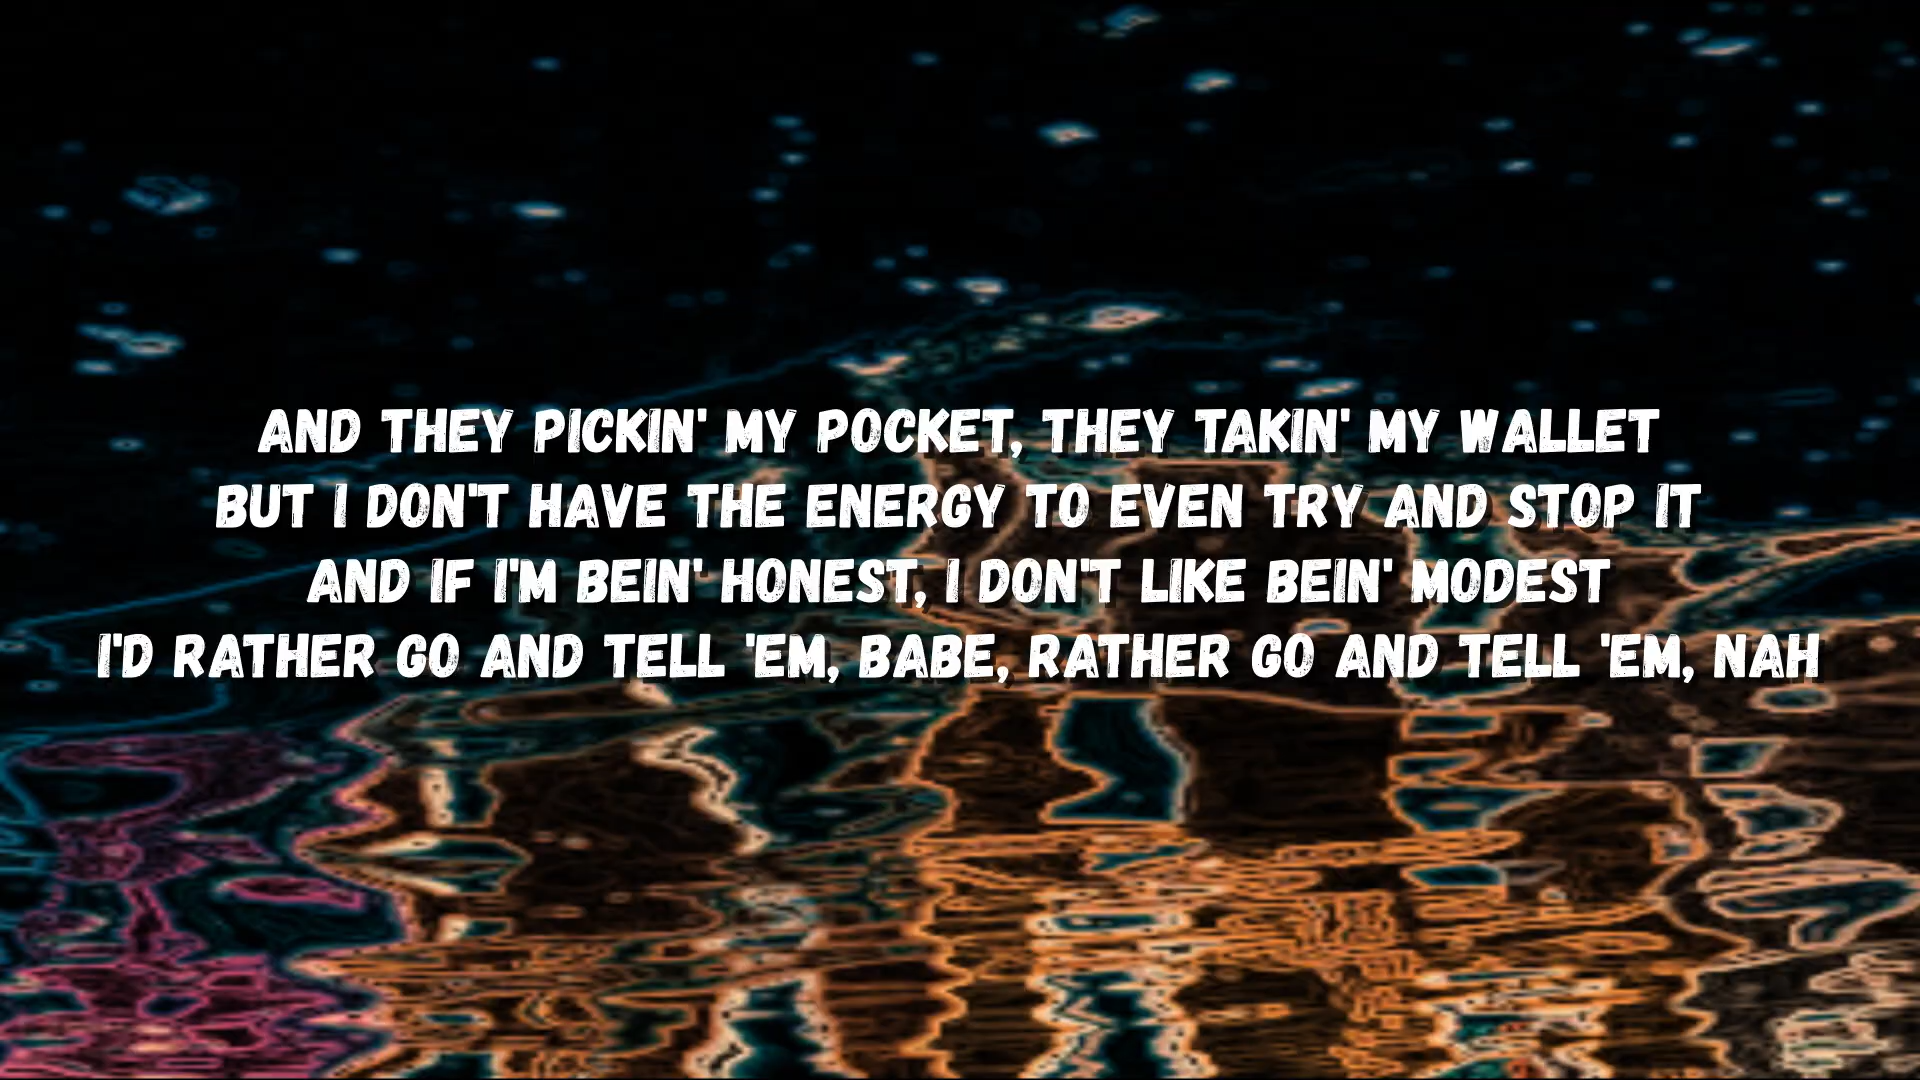 AND THEY PICKIN' MY POCKET, THEY TAKIN' MY WALLET
BUT I DON'T HAVE THE ENERGY TO EVEN TRY AND STOP IT
AND IF I'M BEIN' HONEST, I DON'T LIKE BEIN' MODEST
I'D RATHER GO AND TELL 'EM, BABE, RATHER GO AND TELL 'EM, NAH